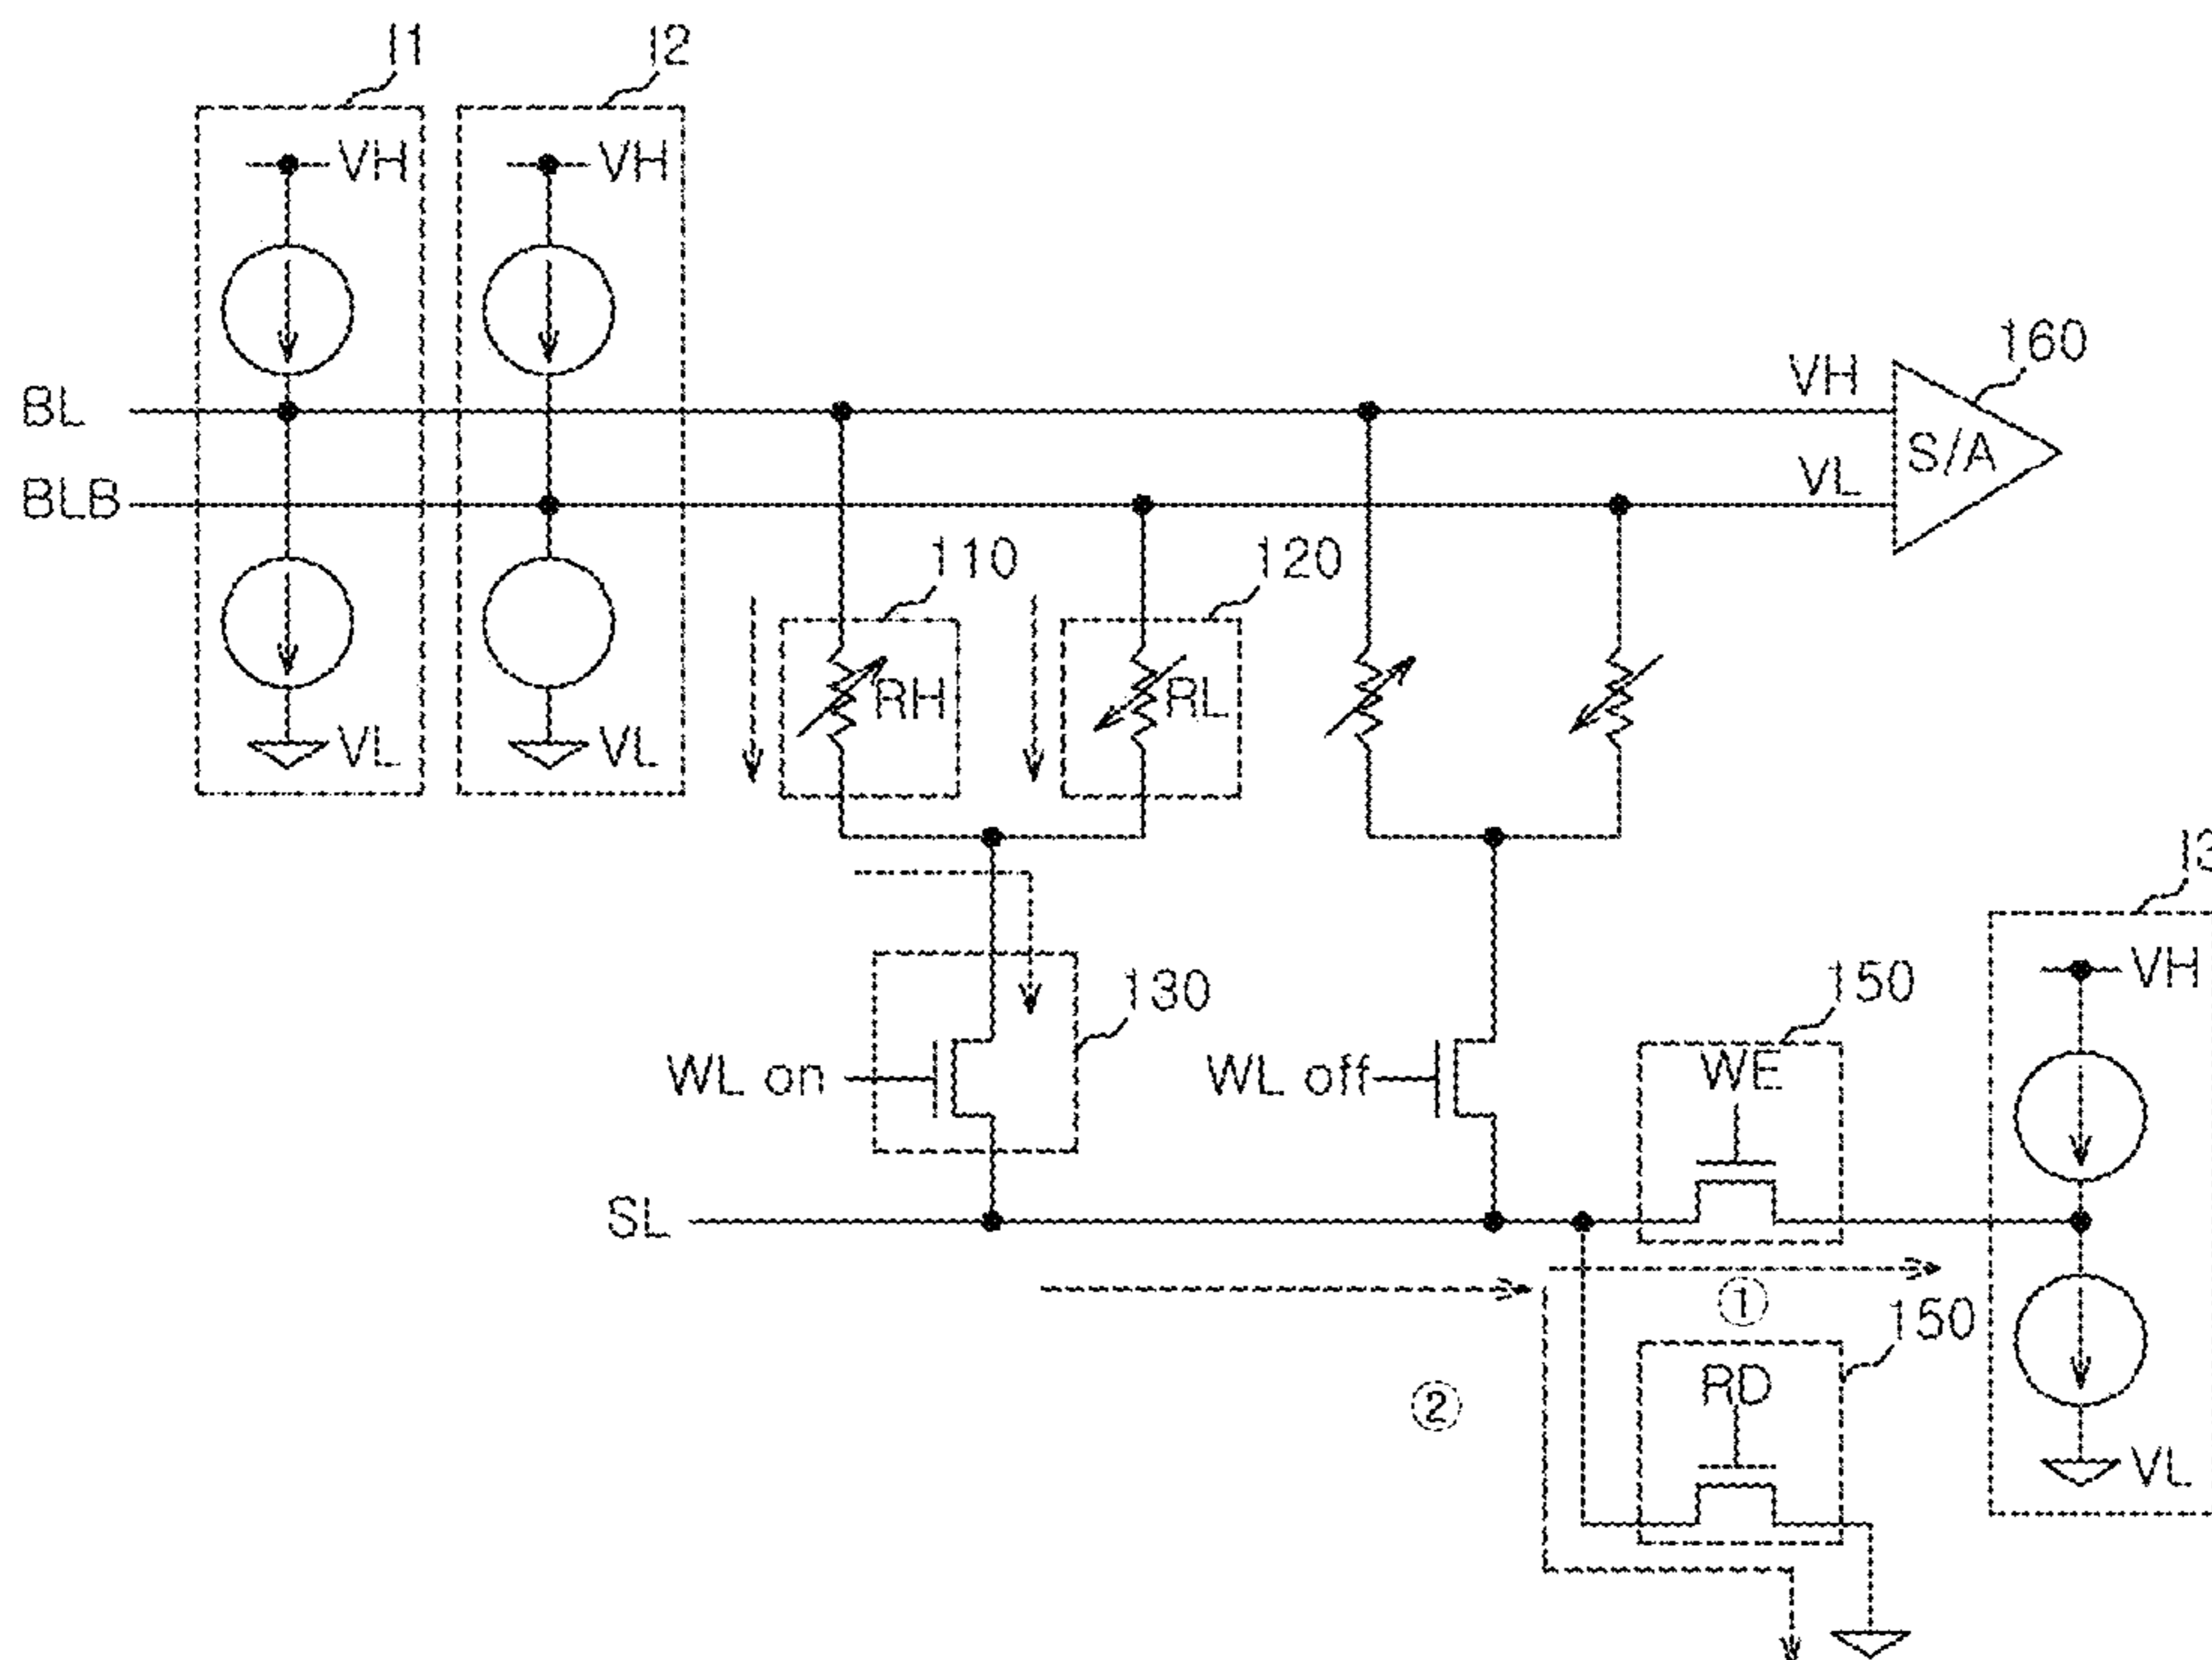 I1
I2
VH
VH
160
VH
BL
S/A
VL
BLB
110
120
RH
RL
VL
VL
I3
VH
130
150
WL on
WL off
WE
SL
①
150
RD
②
VL